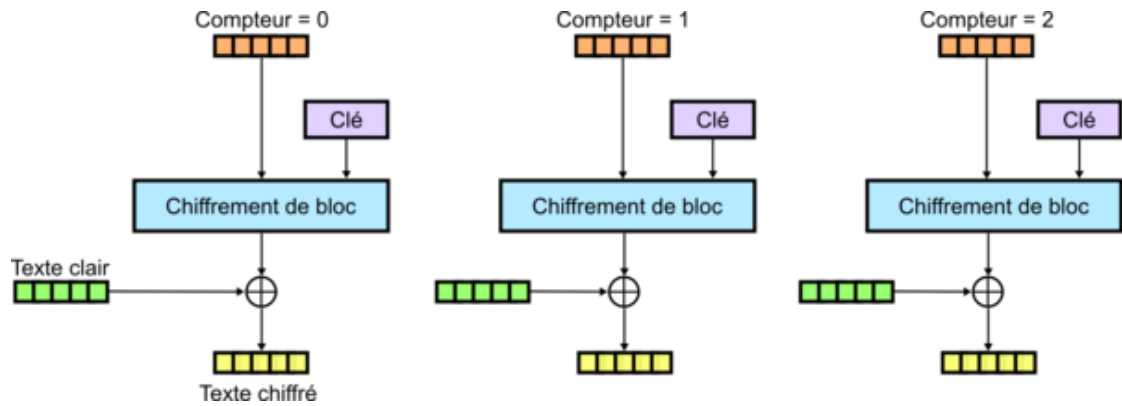 Compteur = 0
Compteur = 1
Compteur = 2
Clé
Clé
Clé
Chiffrement de bloc
Chiffrement de bloc
Chiffrement de bloc
Texte clair
Texte chiffré